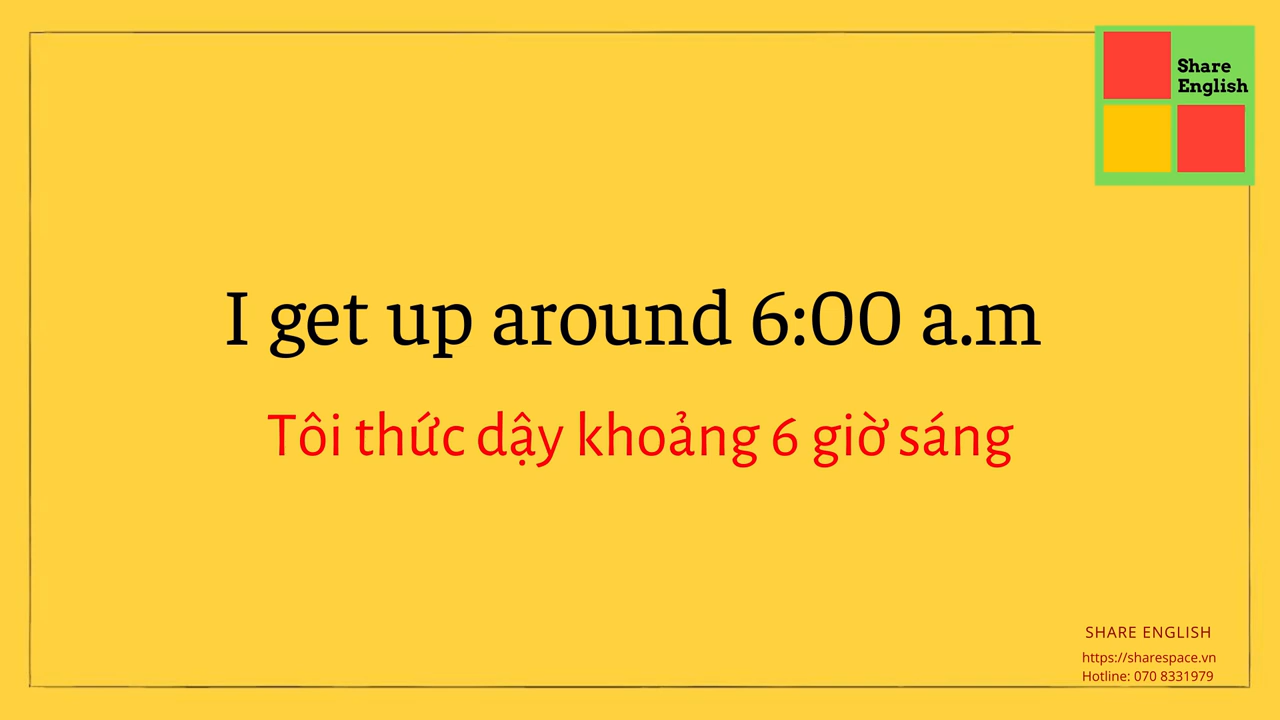 Share
English
I get up around 6:00 a.m
Tôi thức dậy khoảng 6 giờ sáng
SHARE ENGLISH
https://sharespace.vn
Hotline: 070 8331979